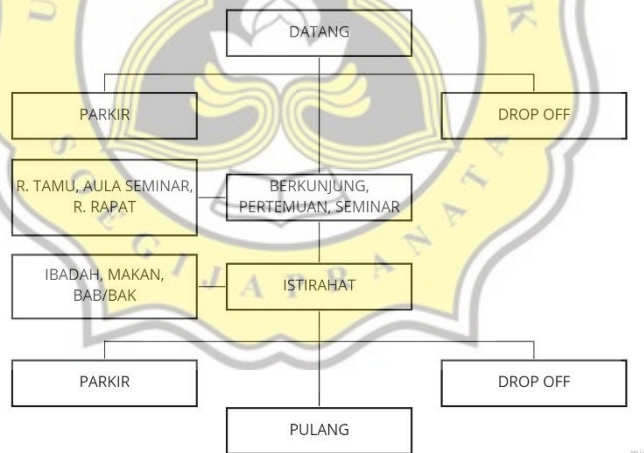 DATANG
PARKIR
DROP OFF
R. TAMU, AULA SEMINAR,
R. RAPAT
BERKUNJUNG,
PERTEMUAN, SEMINAR
IBADAH, MAKAN,
BAB/BAK
ISTIRAHAT
PARKIR
DROP OFF
PULANG
SOEGIJAPRANATA